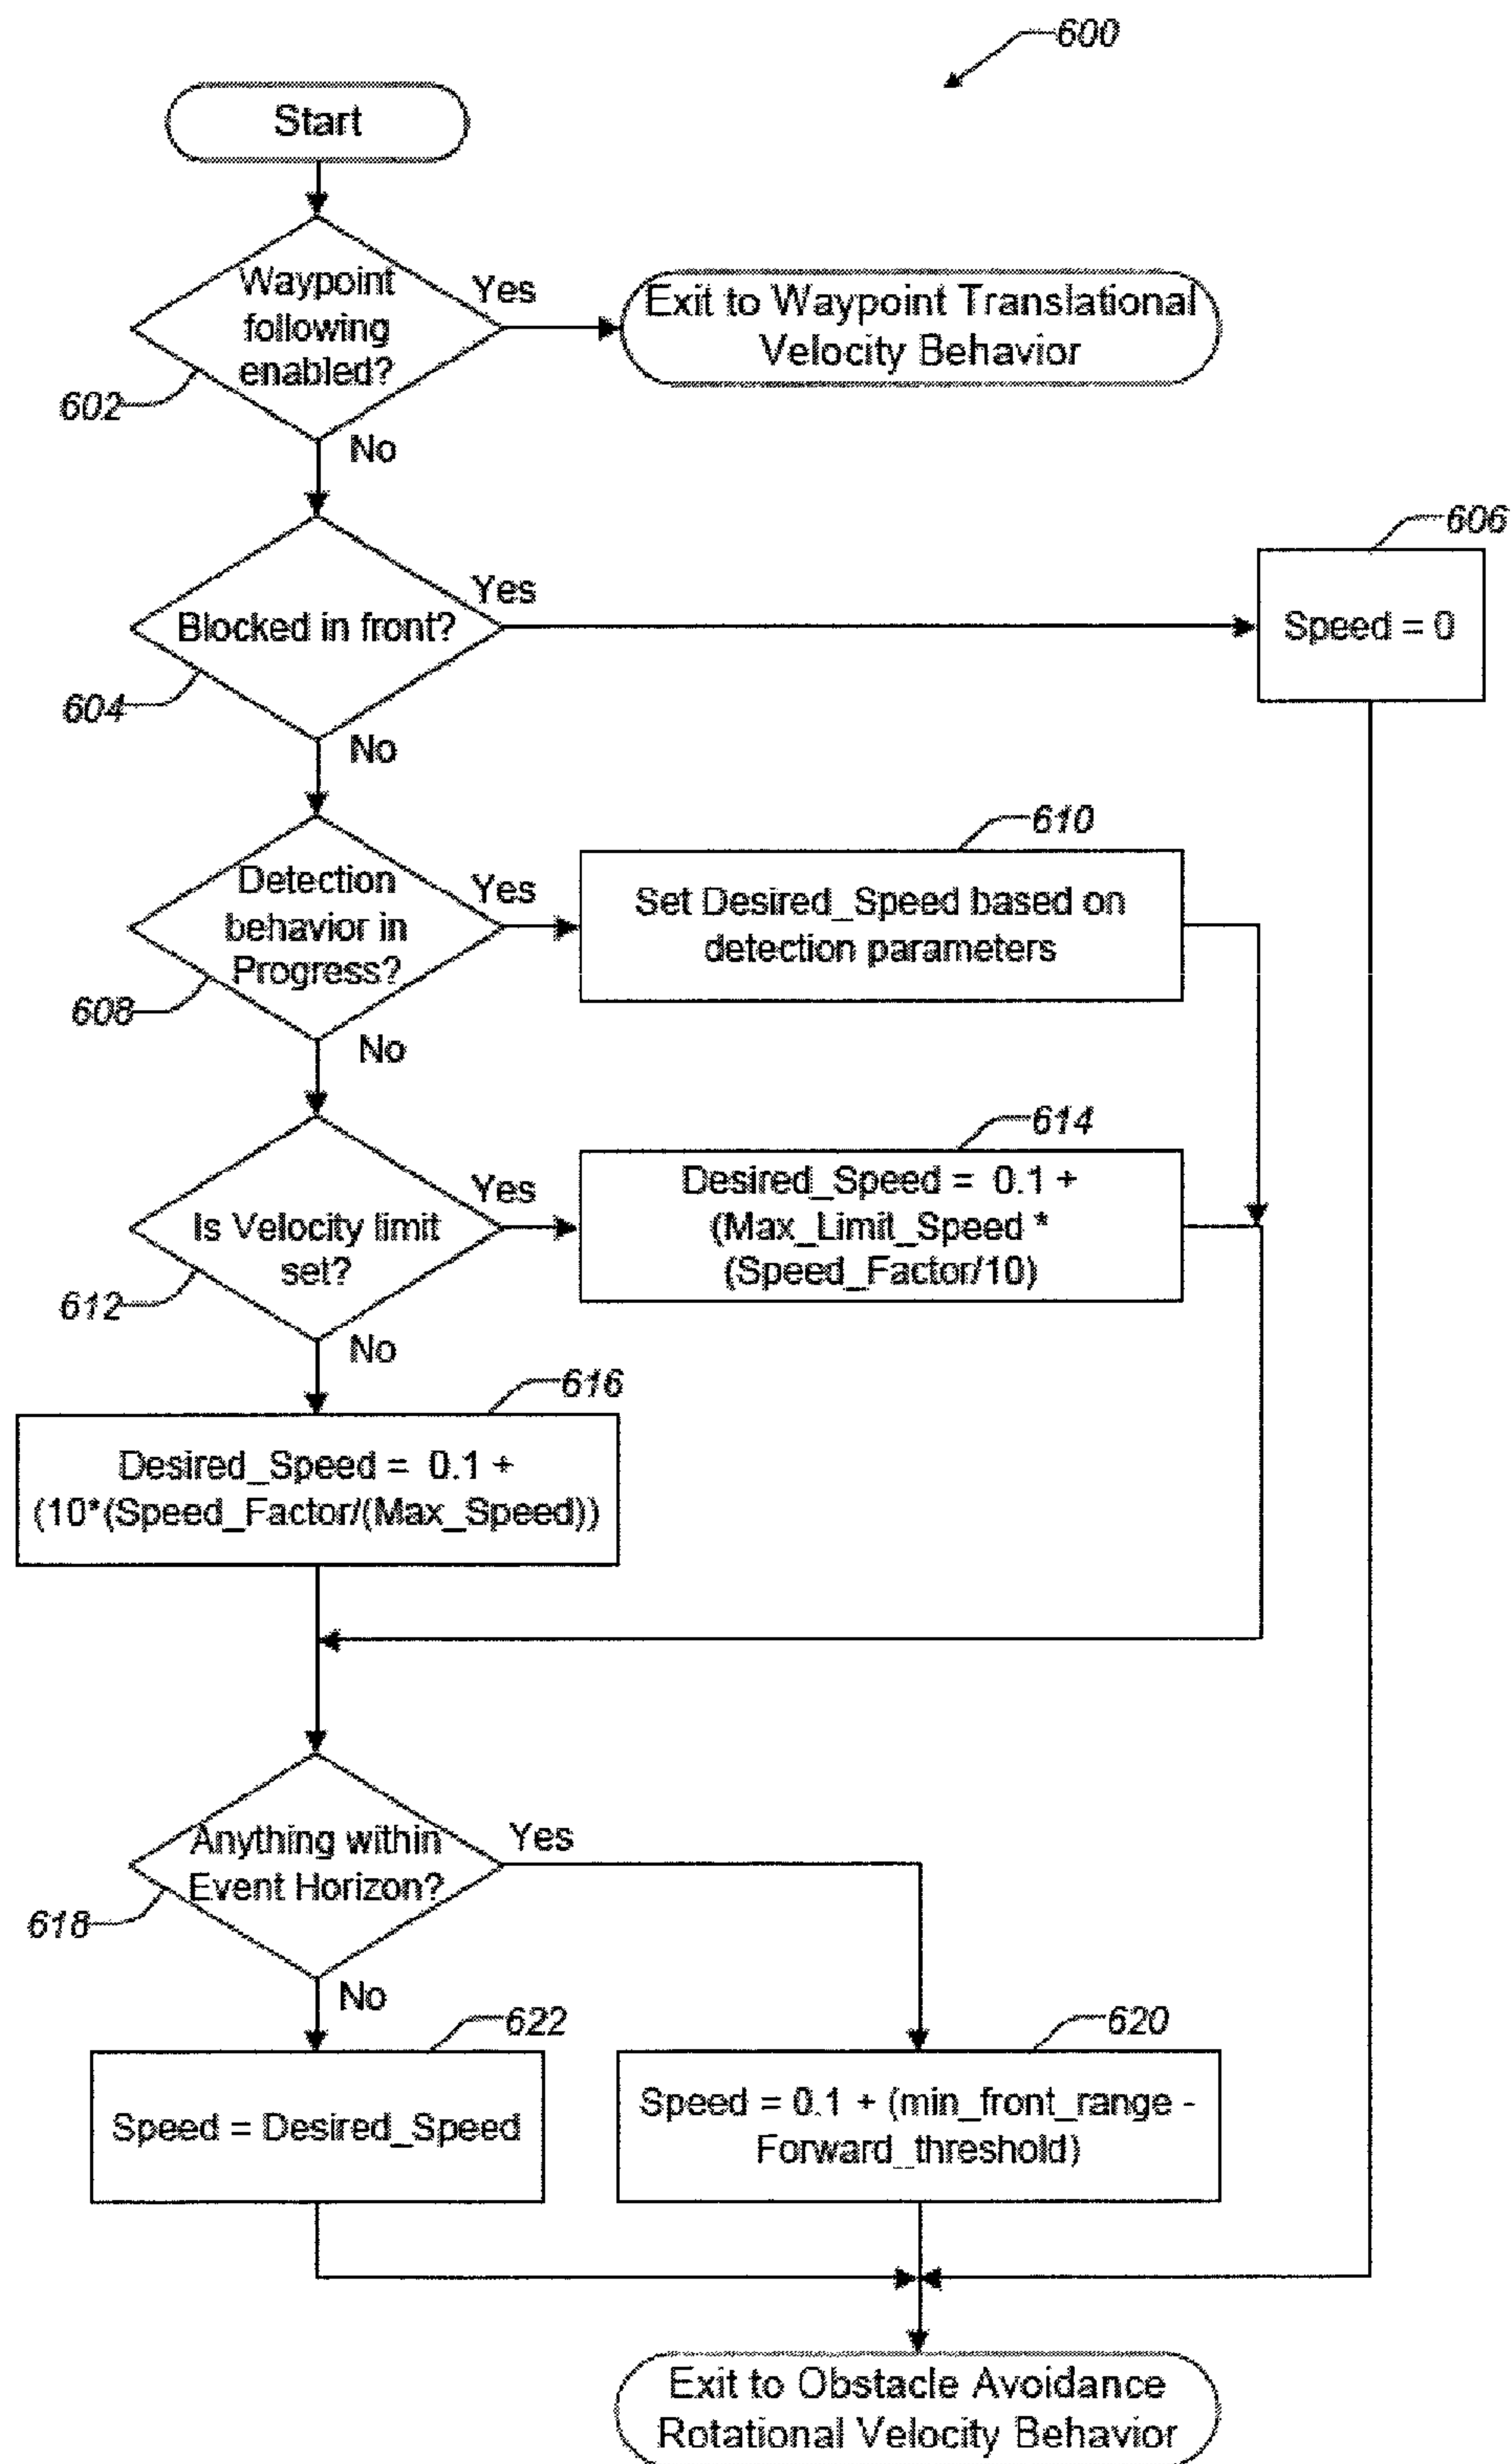 600
Start
Waypoint
following
enabled?
Yes
Exit to Waypoint Translational
Velocity Behavior
602
No
606
Blocked in front?
Yes
Speed = 0
604
No
610
Detection
behavior in
Progress?
Yes
Set Desired_Speed based on
detection parameters
608
No
614
Is Velocity limit
set?
Yes
Desired_Speed = 0.1 +
(Max_Limit_Speed *
(Speed_Factor/10)
612
No
616
Desired_Speed = 0.1 +
(10*(Speed_Factor/(Max_Speed))
Anything within
Event Horizon?
Yes
618
No
622
620
Speed = Desired_Speed
Speed = 0.1 + (min_front_range -
Forward_threshold)
Exit to Obstacle Avoidance
Rotational Velocity Behavior